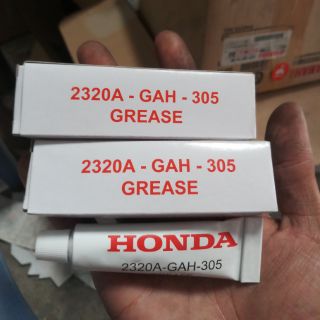 2320A - GAH - 305
GREASE
2320A - GAH - 305
GREASE
HONDA
2320A-GAH-305